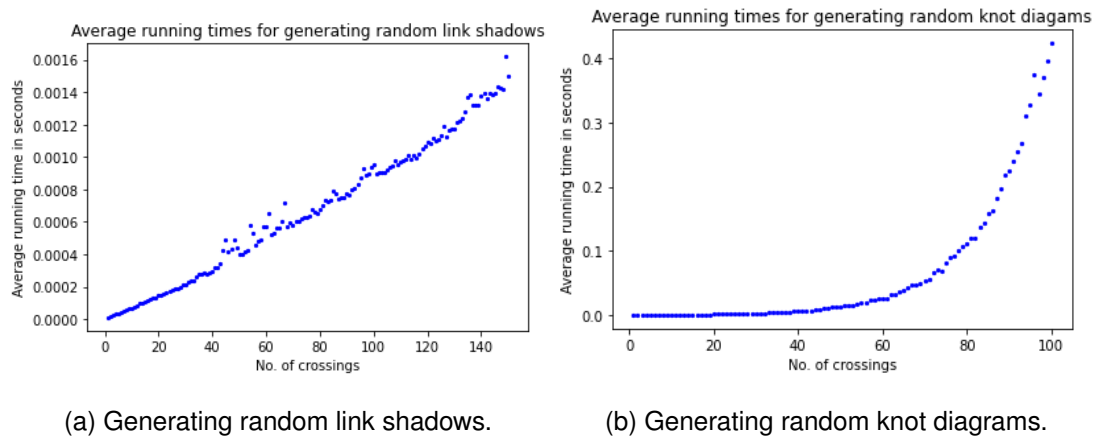 Average running times for generating random link shadows
0.0016
0.0014
0.0012
0.0010
0.0008
0.0006
0.0004
0.0002
0.0000
Average running time in seconds
0 20 40 60 80 100 120 140
No. of crossings
(a) Generating random link shadows.
Average running times for generating random knot diagams
0.4
0.3
0.2
0.1
0.0
Average running time in seconds
0 20 40 60 80 100
No. of crossings
(b) Generating random knot diagrams.